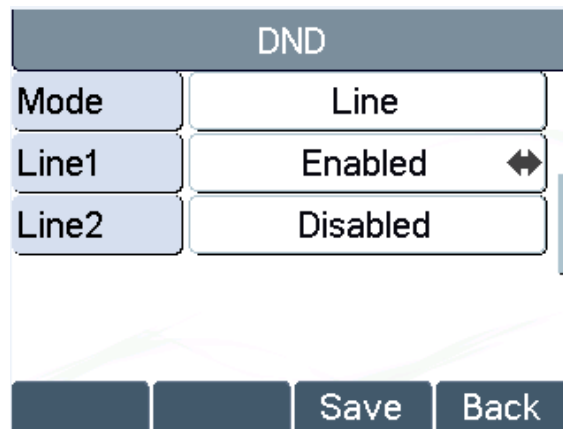 DND
Mode Line
Line1 Enabled
Line2 Disabled
Save Back